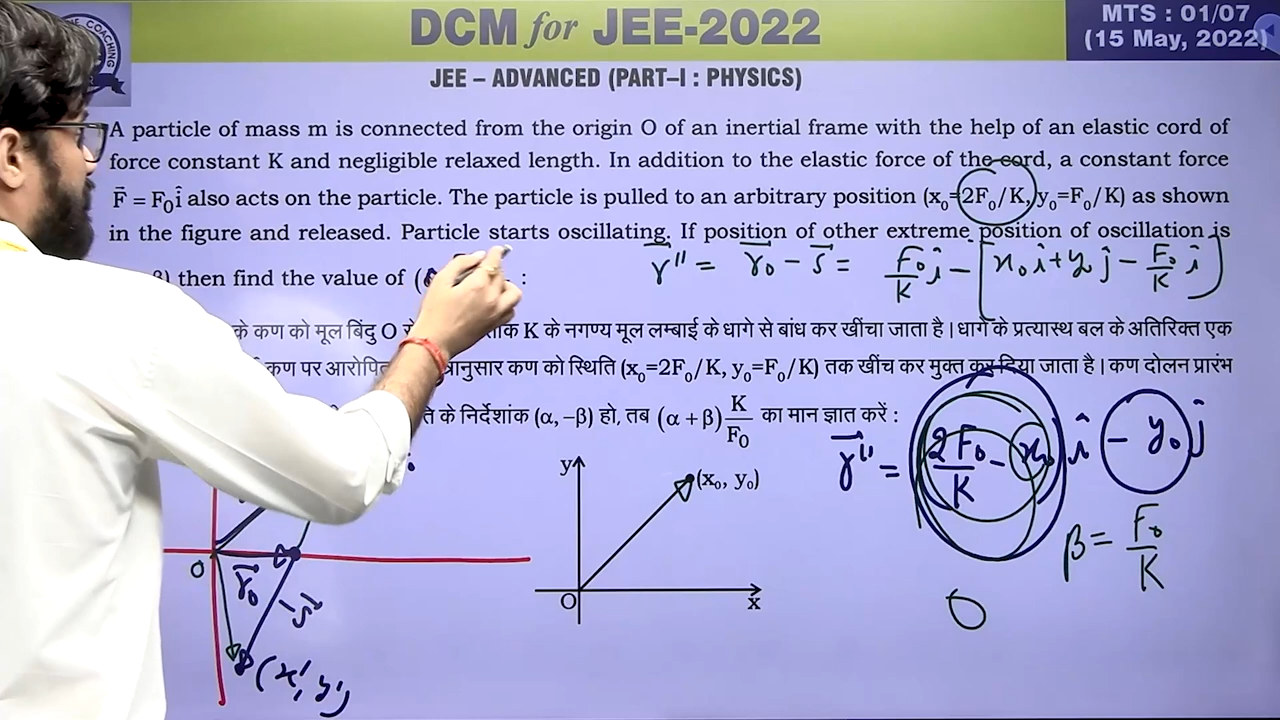 COACHING
DCM for JEE-2022
MTS : 01/07
(15 May, 2022)
JEE – ADVANCED (PART–I : PHYSICS)
A particle of mass m is connected from the origin O of an inertial frame with the help of an elastic cord of
force constant K and negligible relaxed length. In addition to the elastic force of the cord, a constant force
F⃗ = F₀î also acts on the particle. The particle is pulled to an arbitrary position (x₀=2F₀/K, y₀=F₀/K) as shown
in the figure and released. Particle starts oscillating. If position of other extreme position of oscillation is
β) then find the value of ( :
r⃗'' = r⃗₀ – s⃗ = F₀/K i – [x₀ i + y₀ j – F₀/K i]
के कण को मूल बिंदु O से K के नगण्य मूल लम्बाई के धागे से बांध कर खींचा जाता है। धागे के प्रत्यास्थ बल के अतिरिक्त एक
कण पर आरोपित कण को स्थिति (x₀=2F₀/K, y₀=F₀/K) तक खींच कर मुक्त कर दिया जाता है। कण दोलन प्रारंभ
के निर्देशांक (α, –β) हो, तब (α + β) K/F₀ का मान ज्ञात करें :
r⃗'' = (2F₀/K – x₀) î – y₀ ĵ
β = F₀/K
O
y
(x₀, y₀)
O
x
O
r⃗₀
–s⃗
(x', y')